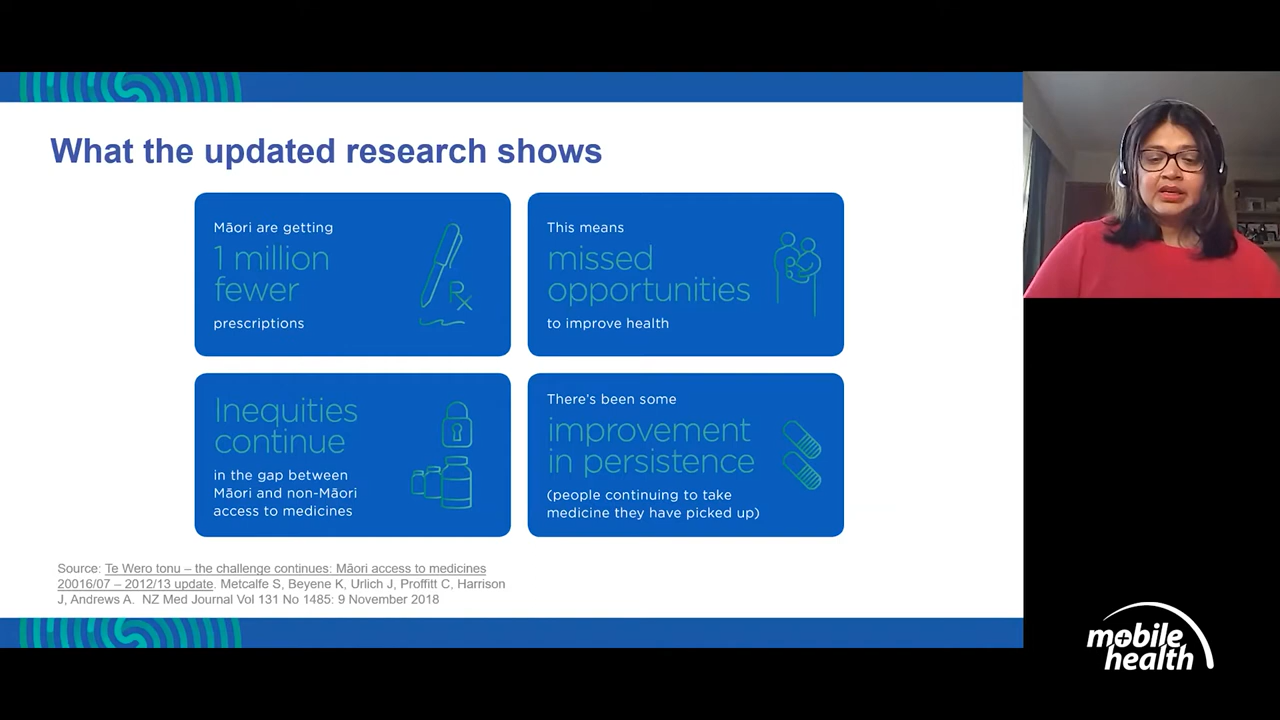 What the updated research shows
Māori are getting
1 million
fewer
prescriptions
Rx
This means
missed
opportunities
to improve health
Inequities
continue
in the gap between
Māori and non-Māori
access to medicines
There's been some
improvement
in persistence
(people continuing to take
medicine they have picked up)
Source: Te Wero tonu – the challenge continues: Māori access to medicines
20016/07 – 2012/13 update. Metcalfe S, Beyene K, Urlich J, Proffitt C, Harrison
J, Andrews A. NZ Med Journal Vol 131 No 1485: 9 November 2018
mobile
health